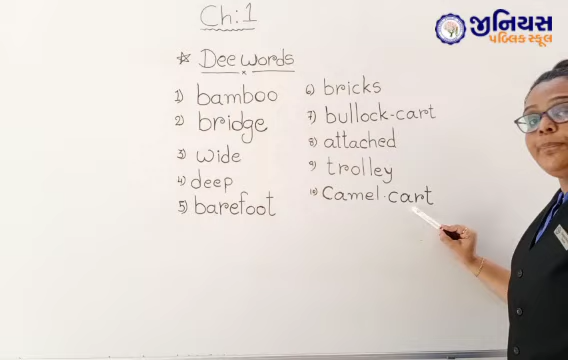 Ch:1
જીનિયસ
પબ્લિક સ્કૂલ
☆ Dee words
1) bamboo
2) bridge
3) wide
4) deep
5) barefoot
6) bricks
7) bullock-cart
8) attached
9) trolley
10) Camel-cart